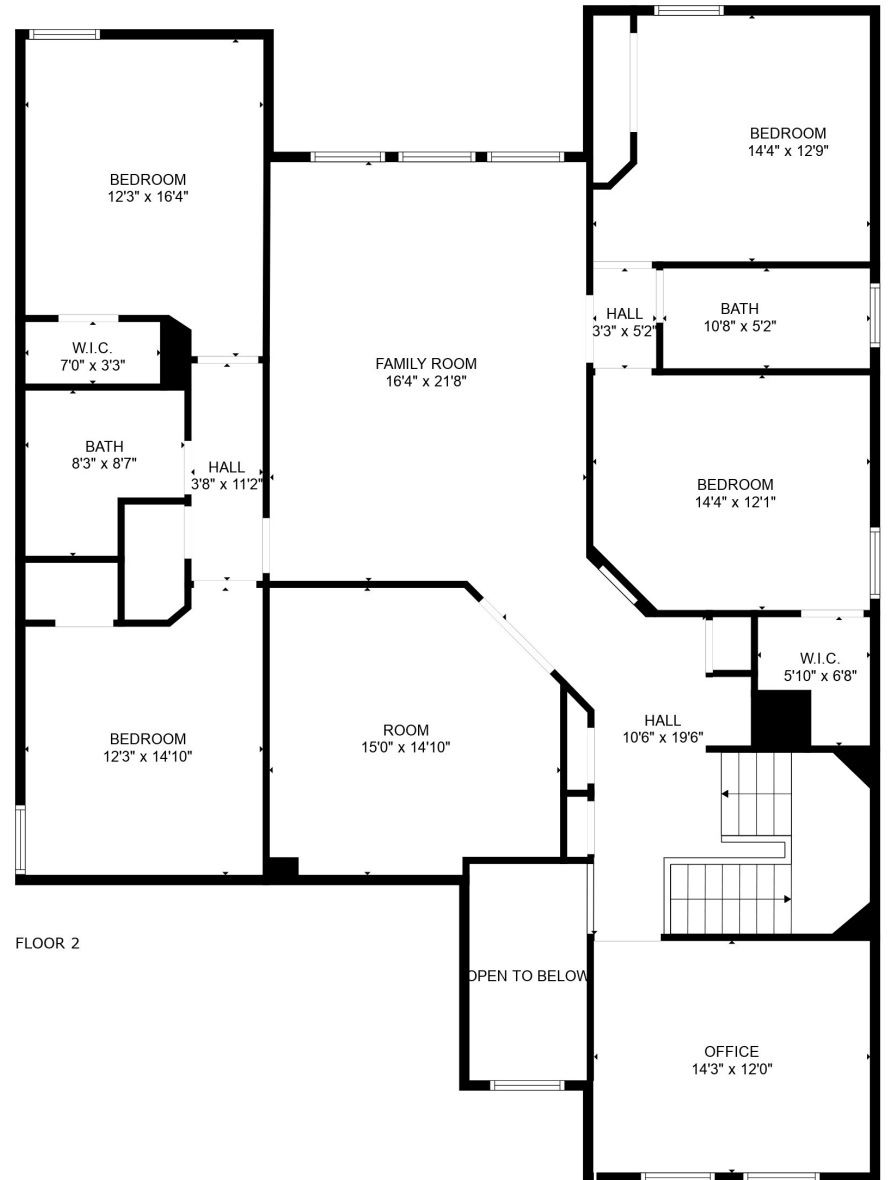 BEDROOM
14'4" x 12'9"
BEDROOM
12'3" x 16'4"
HALL
3'3" x 5'2"
BATH
10'8" x 5'2"
W.I.C.
7'0" x 3'3"
FAMILY ROOM
16'4" x 21'8"
BATH
8'3" x 8'7"
HALL
3'8" x 11'2"
BEDROOM
14'4" x 12'1"
W.I.C.
5'10" x 6'8"
BEDROOM
12'3" x 14'10"
ROOM
15'0" x 14'10"
HALL
10'6" x 19'6"
FLOOR 2
OPEN TO BELOW
OFFICE
14'3" x 12'0"